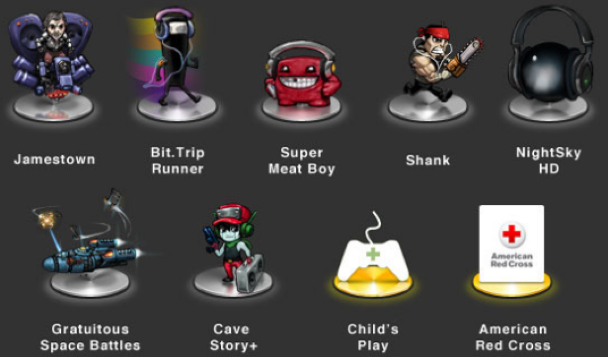 Jamestown
Bit.Trip
Runner
Super
Meat Boy
Shank
NightSky
HD
American
Red Cross
Gratuitous
Space Battles
Cave
Story+
Child's
Play
American
Red Cross